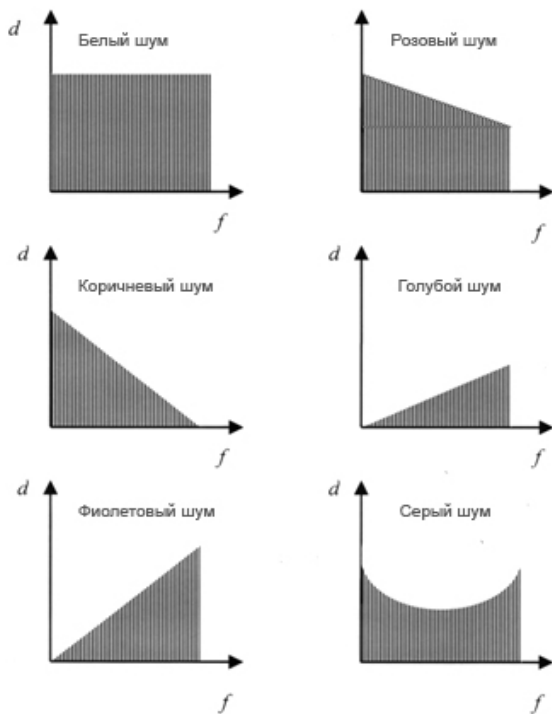 d
Белый шум
f
Розовый шум
f
d
Коричневый шум
f
d
Голубой шум
f
d
Фиолетовый шум
f
d
Серый шум
f